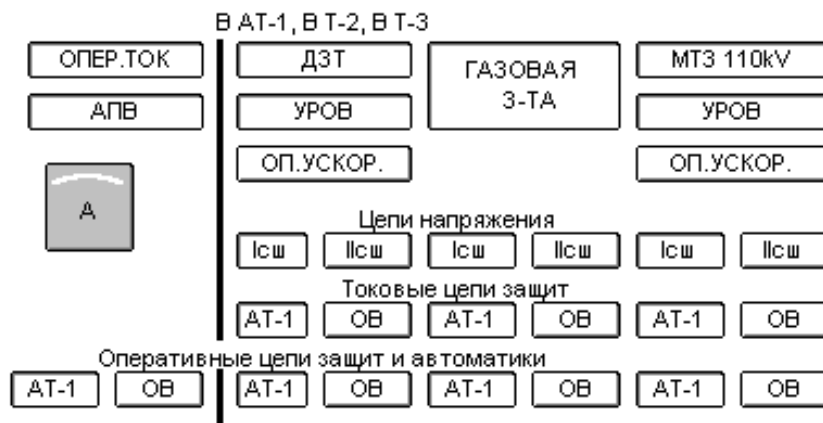 В АТ-1, В Т-2, В Т-3
ОПЕР.ТОК ДЗТ ГАЗОВАЯ З-ТА МТЗ 110kV
АПВ УРОВ УРОВ
ОП.УСКОР. ОП.УСКОР.
А
Цепи напряжения
Iсш IIсш Iсш IIсш Iсш IIсш
Токовые цепи защит
АТ-1 ОВ АТ-1 ОВ АТ-1 ОВ
Оперативные цепи защит и автоматики
АТ-1 ОВ АТ-1 ОВ АТ-1 ОВ АТ-1 ОВ